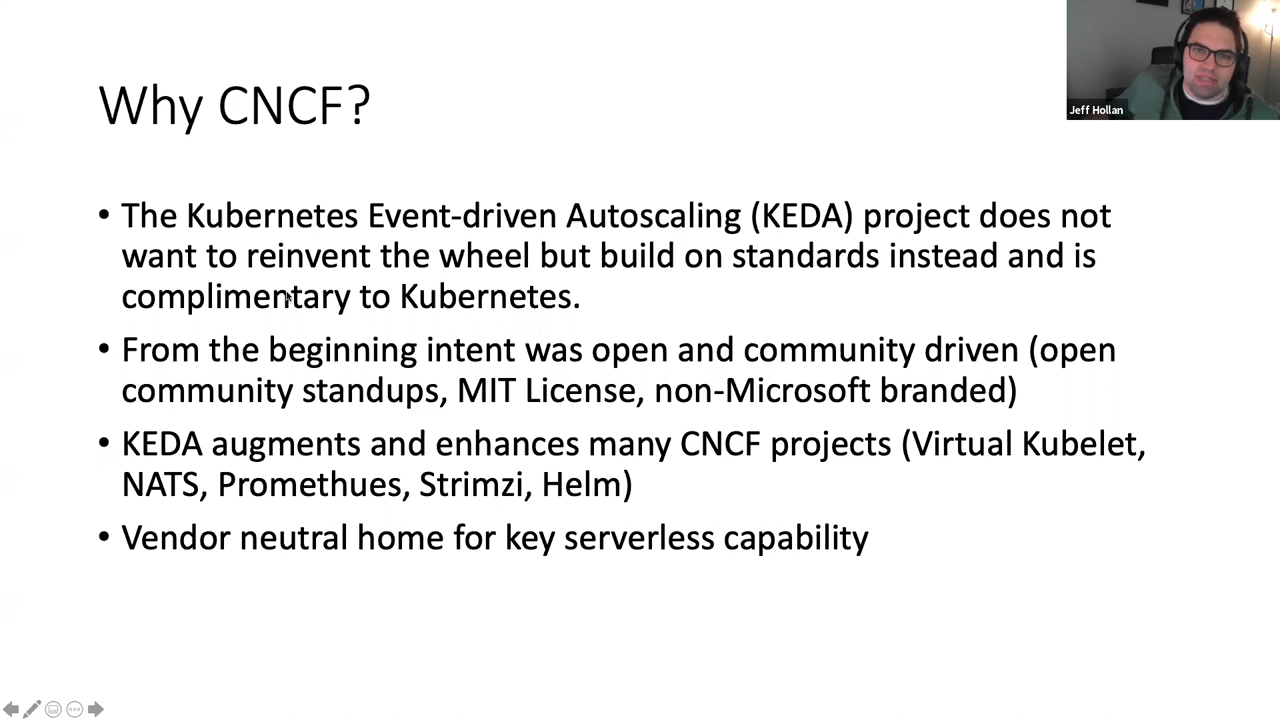 Why CNCF?
Jeff Hollan
• The Kubernetes Event-driven Autoscaling (KEDA) project does not
want to reinvent the wheel but build on standards instead and is
complimentary to Kubernetes.
• From the beginning intent was open and community driven (open
community standups, MIT License, non-Microsoft branded)
• KEDA augments and enhances many CNCF projects (Virtual Kubelet,
NATS, Promethues, Strimzi, Helm)
• Vendor neutral home for key serverless capability